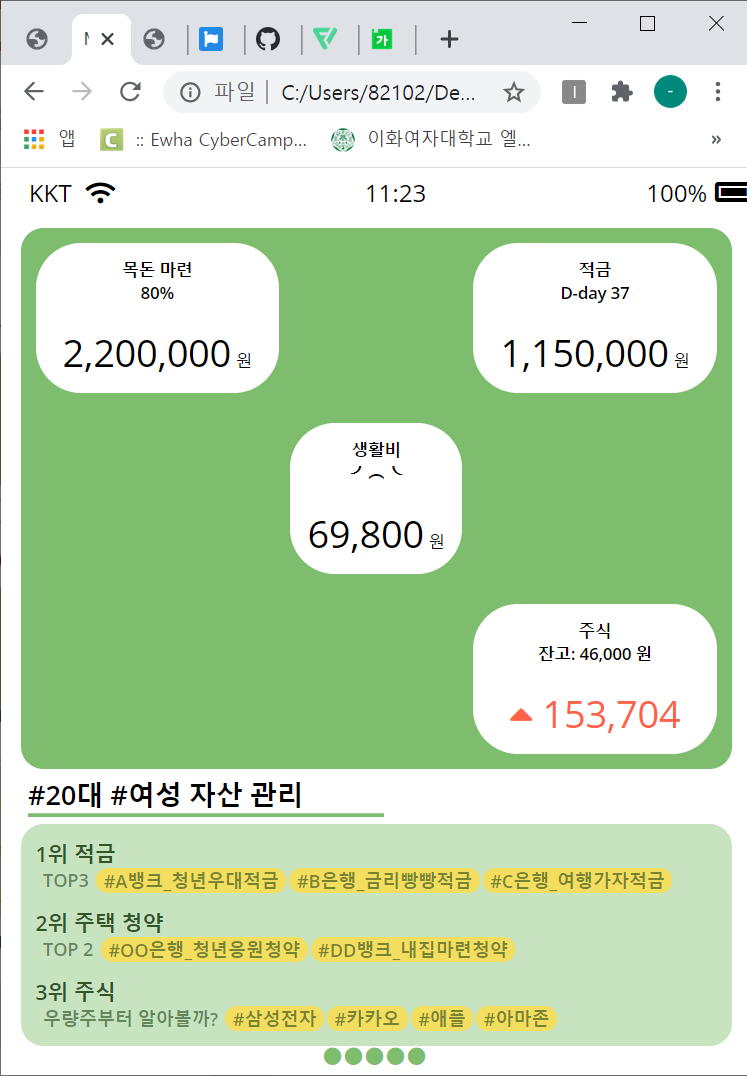 파일 | C:/Users/82102/De...
앱 :: Ewha CyberCamp... 이화여자대학교 엘...
KKT 11:23 100%
목돈 마련
80%
2,200,000 원
적금
D-day 37
1,150,000 원
생활비
69,800 원
주식
잔고: 46,000 원
153,704
#20대 #여성 자산 관리
1위 적금
TOP3 #A뱅크_청년우대적금 #B은행_금리빵빵적금 #C은행_여행가자적금
2위 주택 청약
TOP 2 #OO은행_청년응원청약 #DD뱅크_내집마련청약
3위 주식
우량주부터 알아볼까? #삼성전자 #카카오 #애플 #아마존